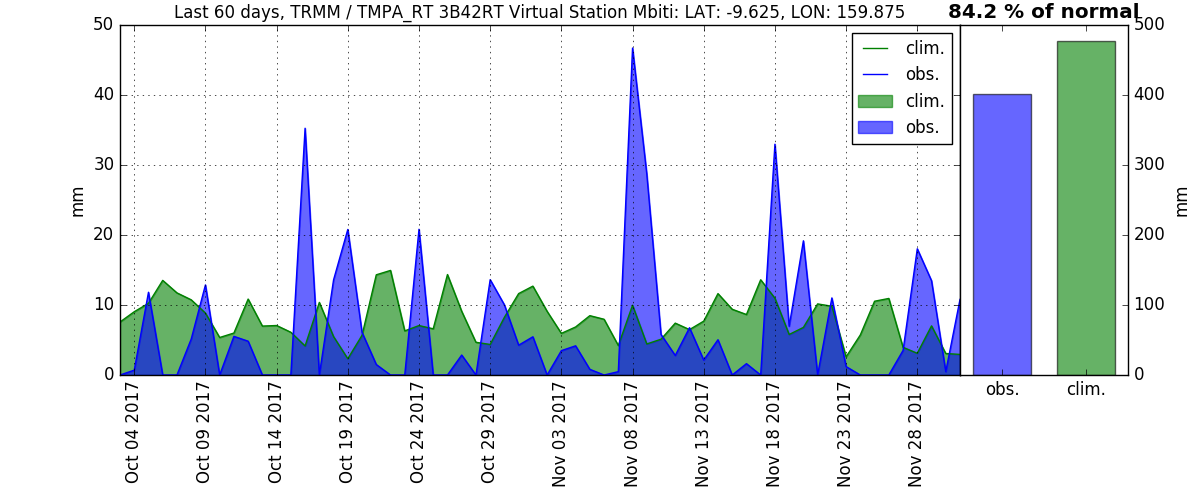 Last 60 days, TRMM / TMPA_RT 3B42RT Virtual Station Mbiti: LAT: -9.625, LON: 159.875
84.2 % of normal
50
40
30
20
10
0
mm
clim.
obs.
clim.
obs.
500
400
300
200
100
0
mm
obs.
clim.
Oct 04 2017
Oct 09 2017
Oct 14 2017
Oct 19 2017
Oct 24 2017
Oct 29 2017
Nov 03 2017
Nov 08 2017
Nov 13 2017
Nov 18 2017
Nov 23 2017
Nov 28 2017